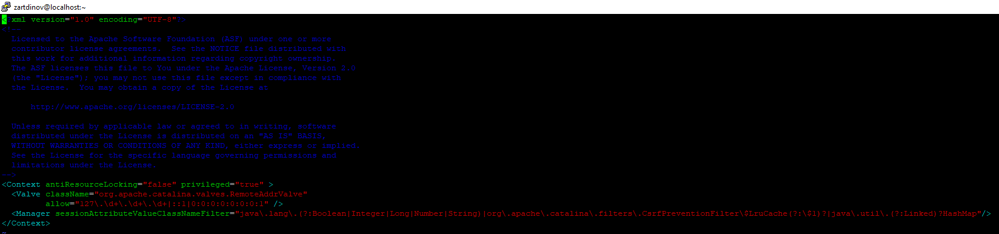 zartdinov@localhost:~
<?xml version="1.0" encoding="UTF-8"?>
<!--
  Licensed to the Apache Software Foundation (ASF) under one or more
  contributor license agreements.  See the NOTICE file distributed with
  this work for additional information regarding copyright ownership.
  The ASF licenses this file to You under the Apache License, Version 2.0
  (the "License"); you may not use this file except in compliance with
  the License.  You may obtain a copy of the License at

      http://www.apache.org/licenses/LICENSE-2.0

  Unless required by applicable law or agreed to in writing, software
  distributed under the License is distributed on an "AS IS" BASIS,
  WITHOUT WARRANTIES OR CONDITIONS OF ANY KIND, either express or implied.
  See the License for the specific language governing permissions and
  limitations under the License.
-->
<Context antiResourceLocking="false" privileged="true" >
  <Valve className="org.apache.catalina.valves.RemoteAddrValve"
         allow="127\.\d+\.\d+\.\d+|::1|0:0:0:0:0:0:0:1" />
  <Manager sessionAttributeValueClassNameFilter="java\.lang\.(?:Boolean|Integer|Long|Number|String)|org\.apache\.catalina\.filters\.CsrfPreventionFilter\$LruCache(?:\$1)?|java\.util\.(?:Linked)?HashMap"/>
</Context>
~